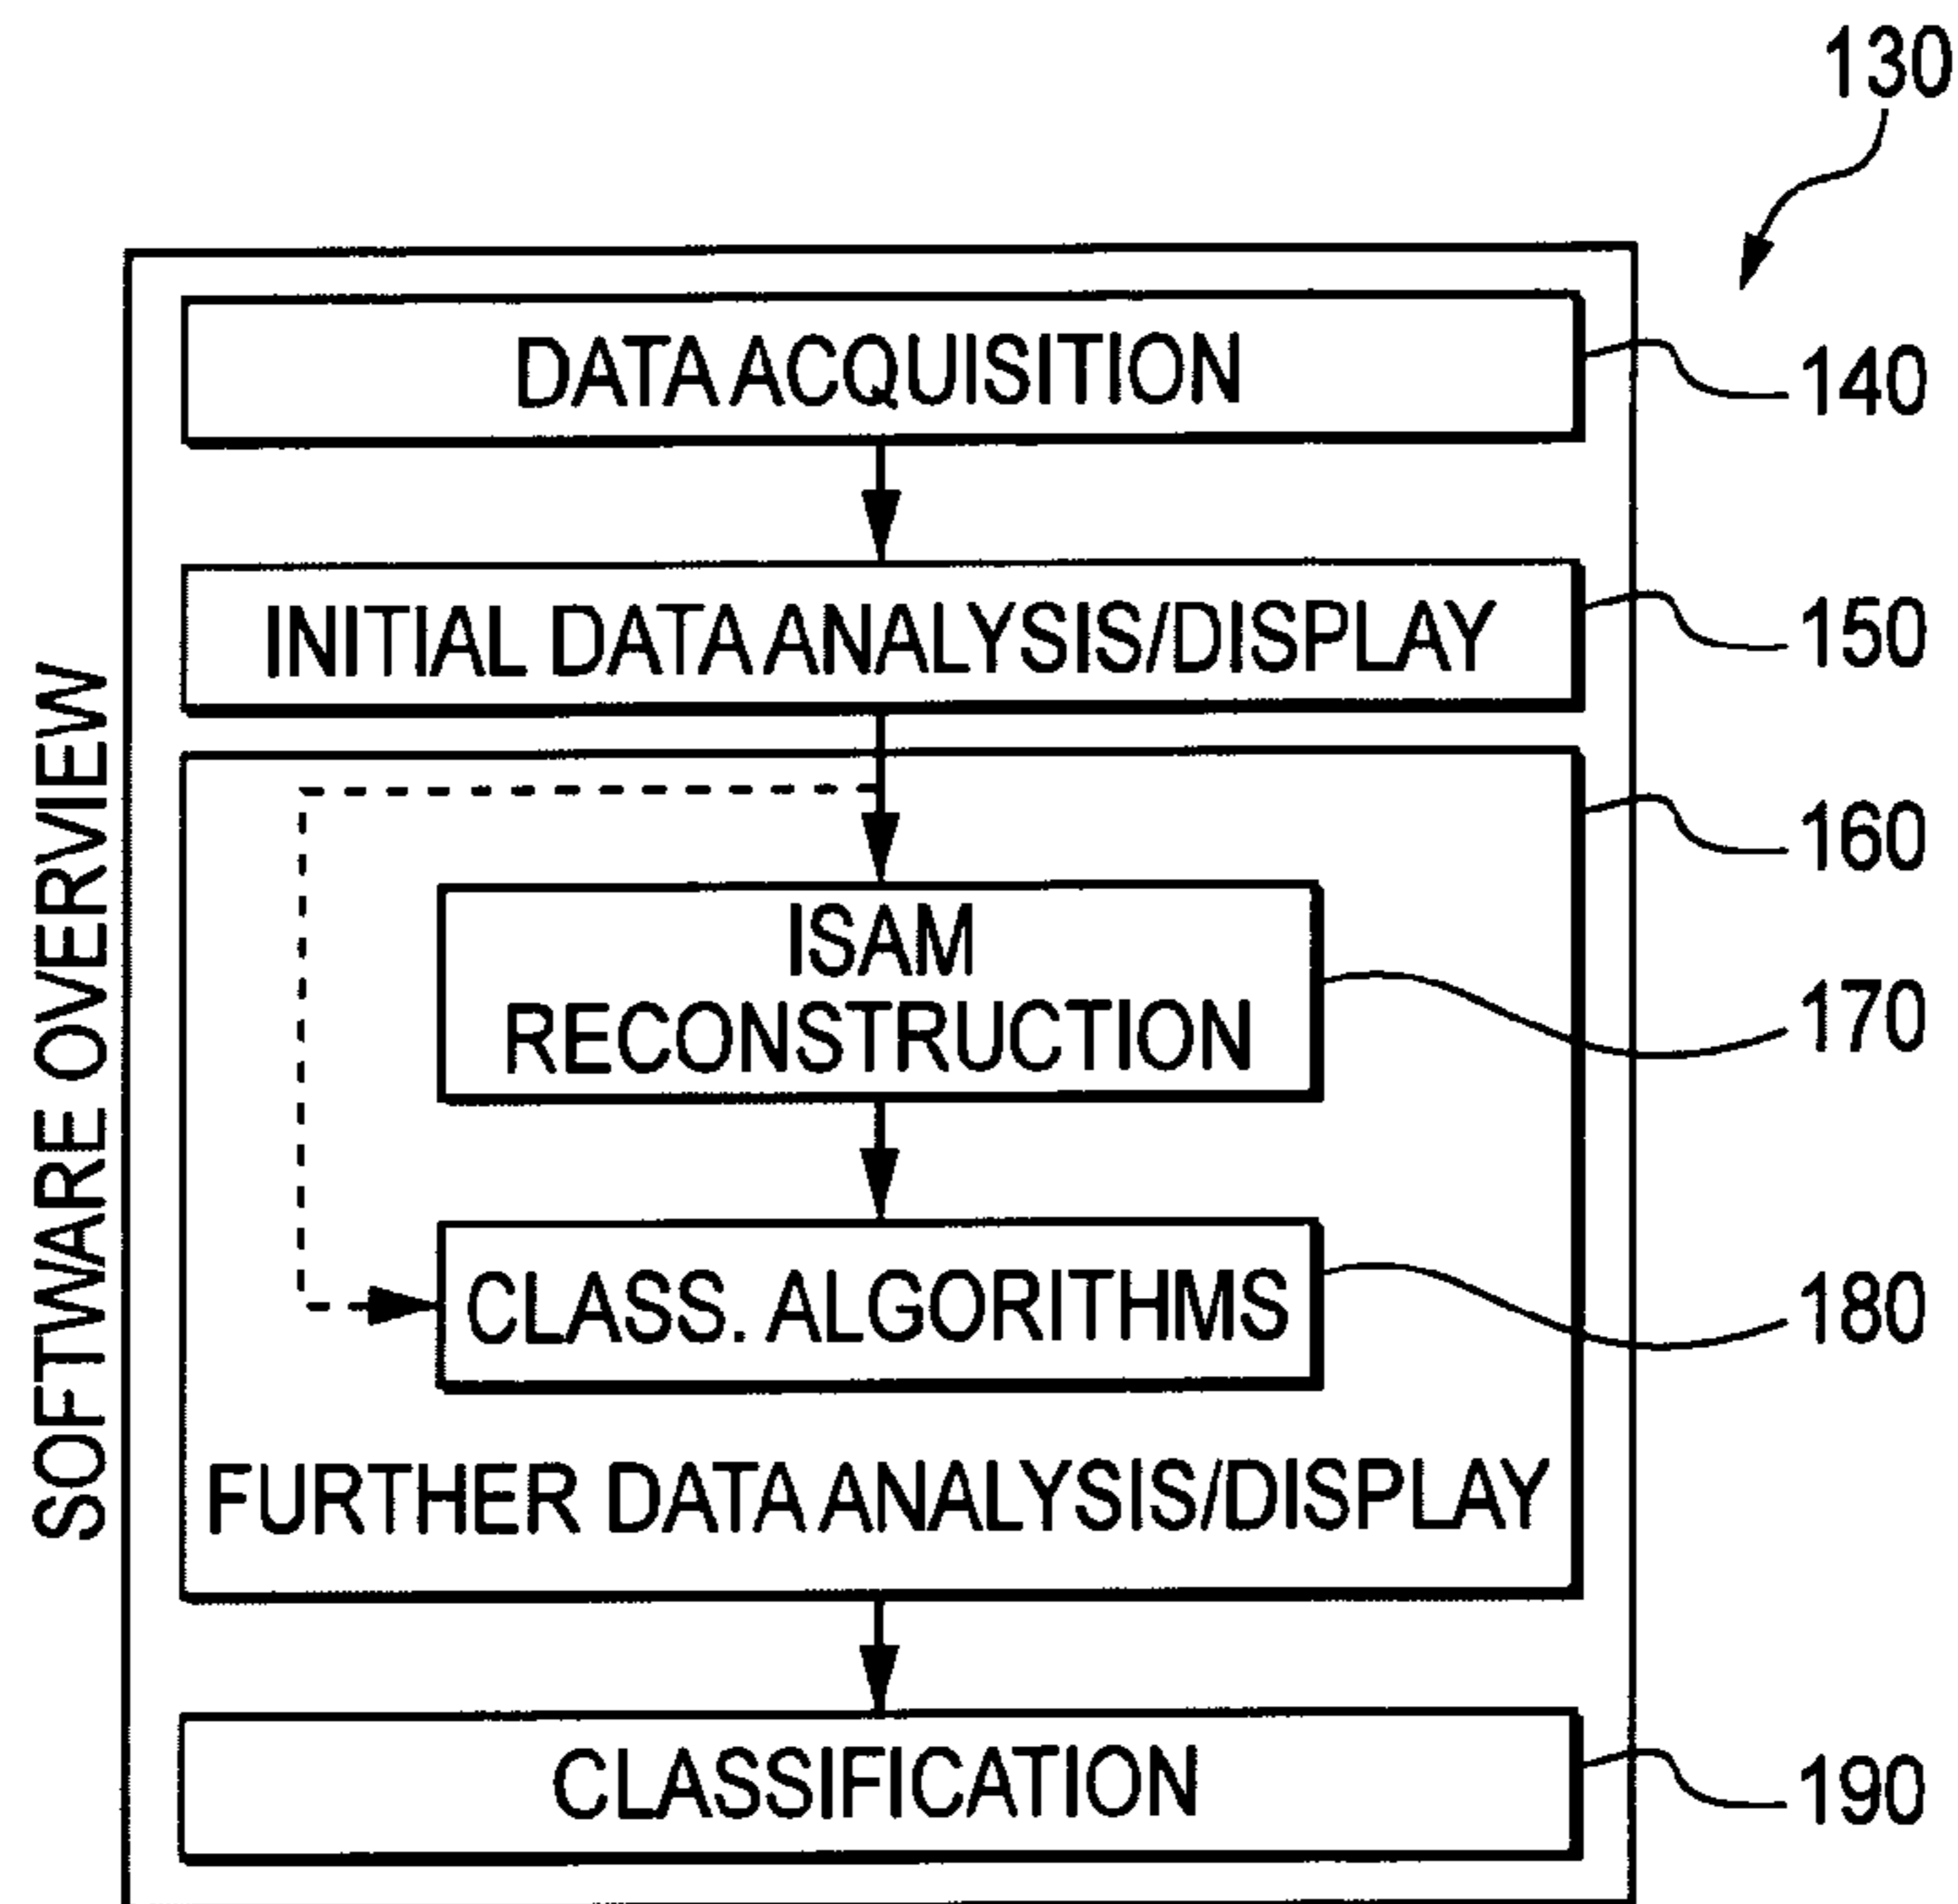 130
DATA ACQUISITION
140
INITIAL DATA ANALYSIS/DISPLAY
150
160
ISAM
RECONSTRUCTION
170
CLASS. ALGORITHMS
180
FURTHER DATA ANALYSIS/DISPLAY
CLASSIFICATION
190
SOFTWARE OVERVIEW